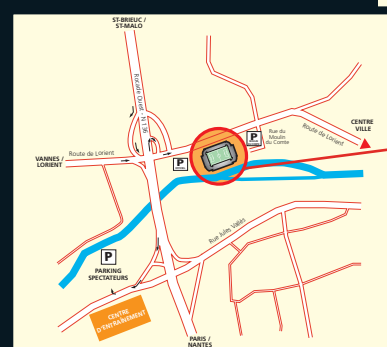 ST-BRIEUC /
ST-MALO
Rocade Ouest - N 136
P
Rue du
Moulin
du Comte
Route de Lorient
CENTRE
VILLE
Route de Lorient
VANNES /
LORIENT
P
Rue Jules Vallès
P
PARKING
SPECTATEURS
CENTRE
D'ENTRAÎNEMENT
PARIS /
NANTES